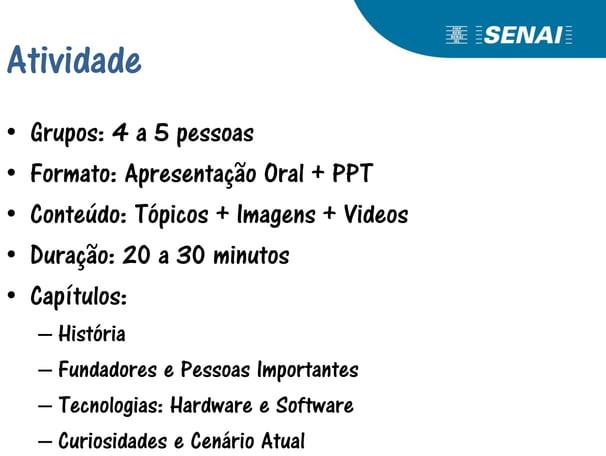 SENAI
Atividade
• Grupos: 4 a 5 pessoas
• Formato: Apresentação Oral + PPT
• Conteúdo: Tópicos + Imagens + Videos
• Duração: 20 a 30 minutos
• Capítulos:
– História
– Fundadores e Pessoas Importantes
– Tecnologias: Hardware e Software
– Curiosidades e Cenário Atual